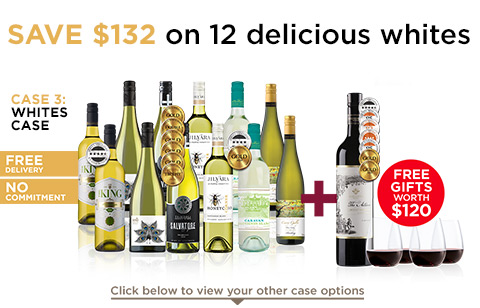 SAVE $132 on 12 delicious whites
CASE 3:
WHITES
CASE
FREE
DELIVERY
NO
COMMITMENT
SALVATORE
FREE
GIFTS
WORTH
$120
Click below to view your other case options